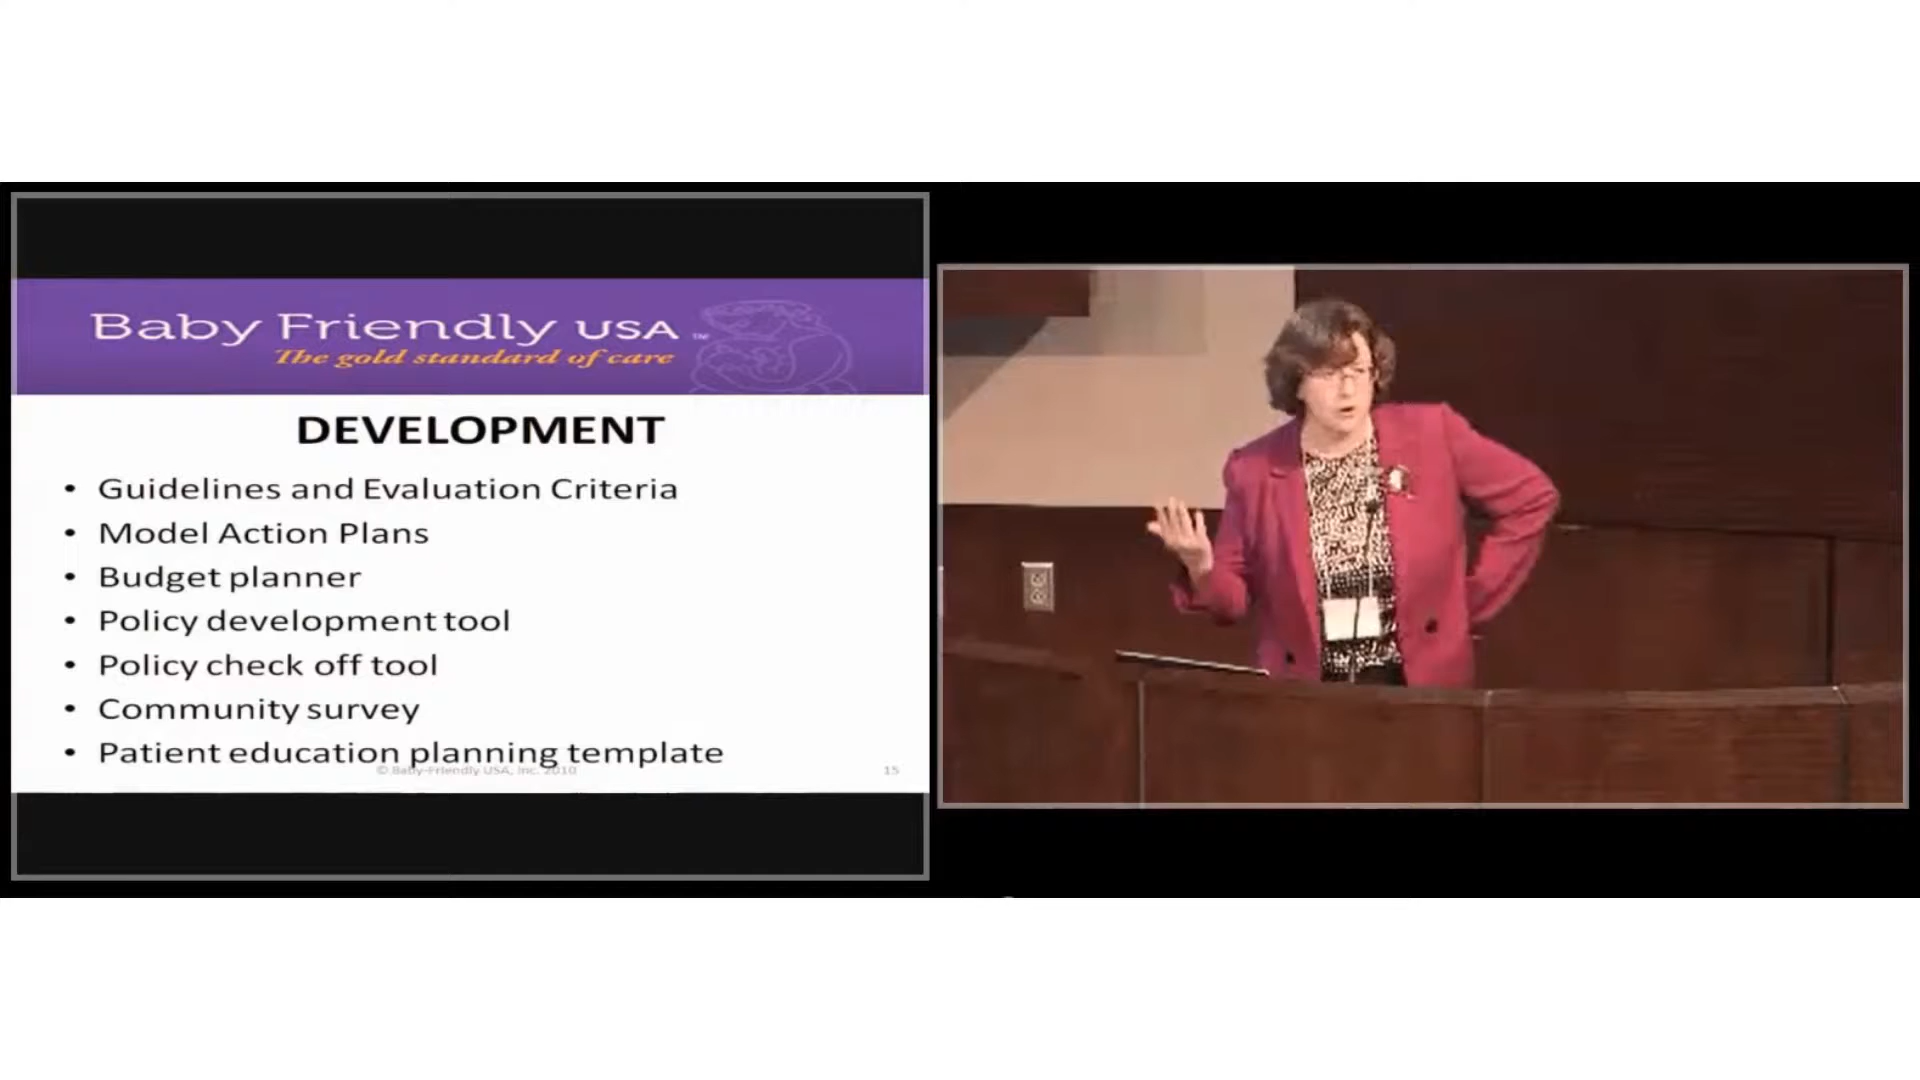 Baby Friendly USA ™
The gold standard of care
DEVELOPMENT
• Guidelines and Evaluation Criteria
• Model Action Plans
• Budget planner
• Policy development tool
• Policy check off tool
• Community survey
• Patient education planning template
© Baby-Friendly USA, Inc. 2010
15